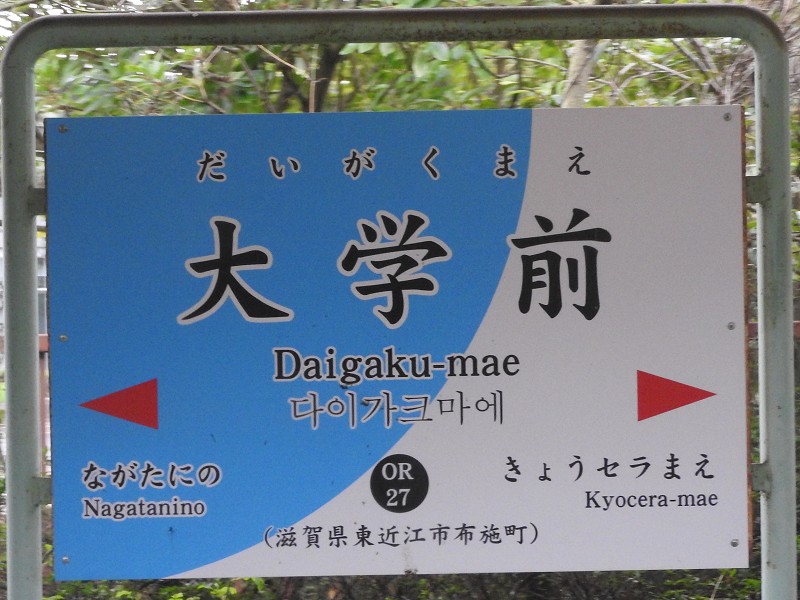 だいがくまえ
大学前
Daigaku-mae
다이가크마에
ながたにの
Nagatanino
OR
27
きょうセラまえ
Kyocera-mae
(滋賀県東近江市布施町)